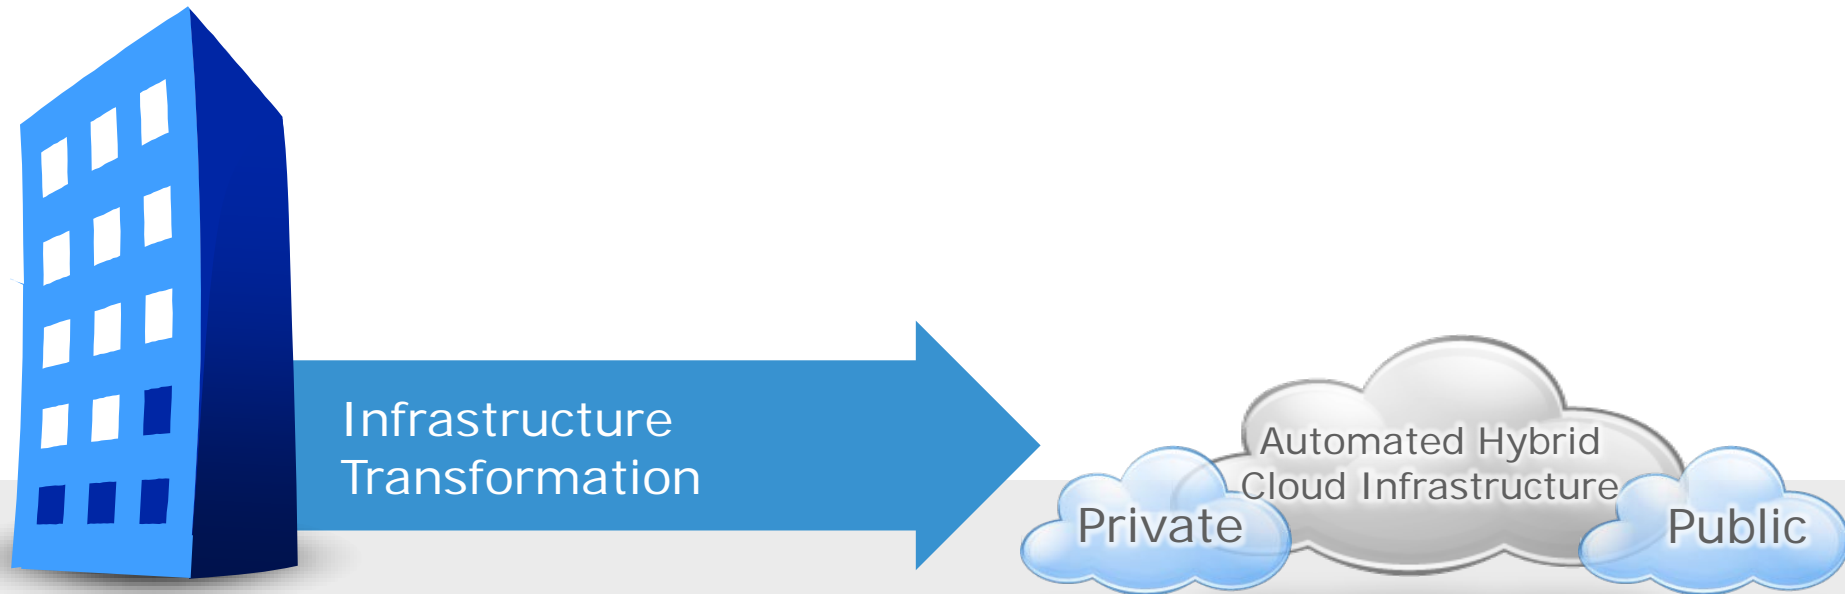 Infrastructure
Transformation
Automated Hybrid
Cloud Infrastructure
Private
Public